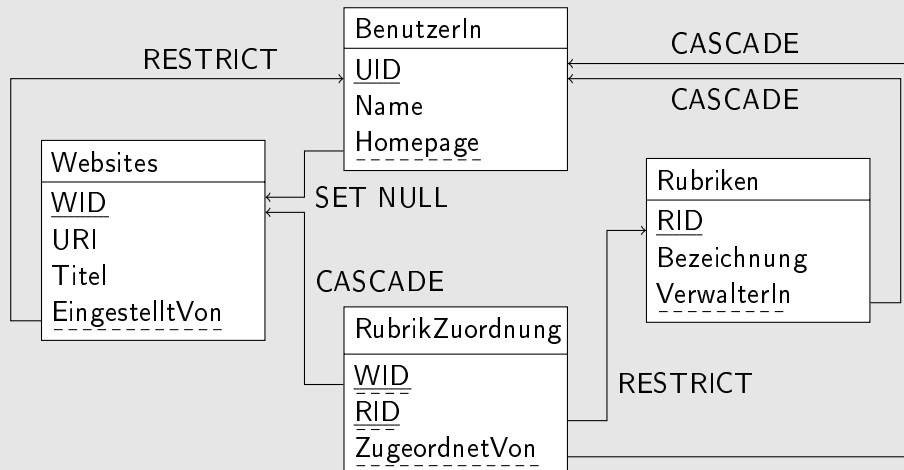 BenutzerIn
UID
Name
Homepage
RESTRICT
CASCADE
CASCADE
Websites
WID
URI
Titel
EingestelltVon
SET NULL
Rubriken
RID
Bezeichnung
VerwalterIn
CASCADE
RubrikZuordnung
WID
RID
ZugeordnetVon
RESTRICT